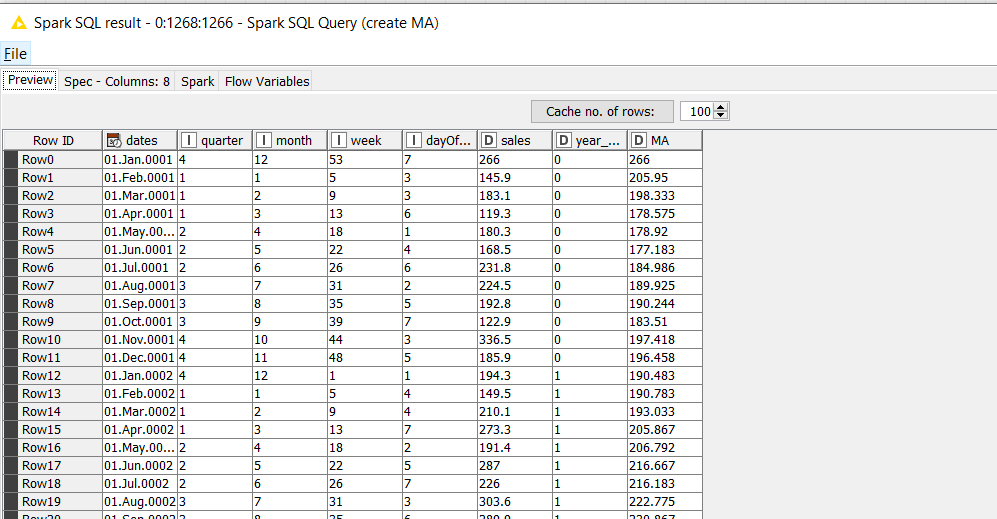 Spark SQL result - 0:1268:1266 - Spark SQL Query (create MA)
File
Preview Spec - Columns: 8 Spark Flow Variables
Cache no. of rows: 100
Row ID dates I quarter I month I week I dayOf... D sales D year_... D MA
Row0 01.Jan.0001 4 12 53 7 266 0 266
Row1 01.Feb.0001 1 1 5 3 145.9 0 205.95
Row2 01.Mar.0001 1 2 9 3 183.1 0 198.333
Row3 01.Apr.0001 1 3 13 6 119.3 0 178.575
Row4 01.May.00... 2 4 18 1 180.3 0 178.92
Row5 01.Jun.0001 2 5 22 4 168.5 0 177.183
Row6 01.Jul.0001 2 6 26 6 231.8 0 184.986
Row7 01.Aug.0001 3 7 31 2 224.5 0 189.925
Row8 01.Sep.0001 3 8 35 5 192.8 0 190.244
Row9 01.Oct.0001 3 9 39 7 122.9 0 183.51
Row10 01.Nov.0001 4 10 44 3 336.5 0 197.418
Row11 01.Dec.0001 4 11 48 5 185.9 0 196.458
Row12 01.Jan.0002 4 12 1 1 194.3 1 190.483
Row13 01.Feb.0002 1 1 5 4 149.5 1 190.783
Row14 01.Mar.0002 1 2 9 4 210.1 1 193.033
Row15 01.Apr.0002 1 3 13 7 273.3 1 205.867
Row16 01.May.00... 2 4 18 2 191.4 1 206.792
Row17 01.Jun.0002 2 5 22 5 287 1 216.667
Row18 01.Jul.0002 2 6 26 7 226 1 216.183
Row19 01.Aug.0002 3 7 31 3 303.6 1 222.775